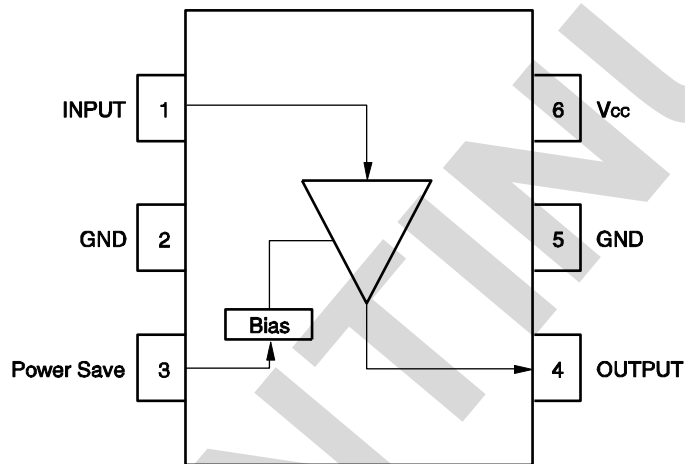 INPUT 1
6 Vcc
GND 2
5 GND
Bias
Power Save 3
4 OUTPUT